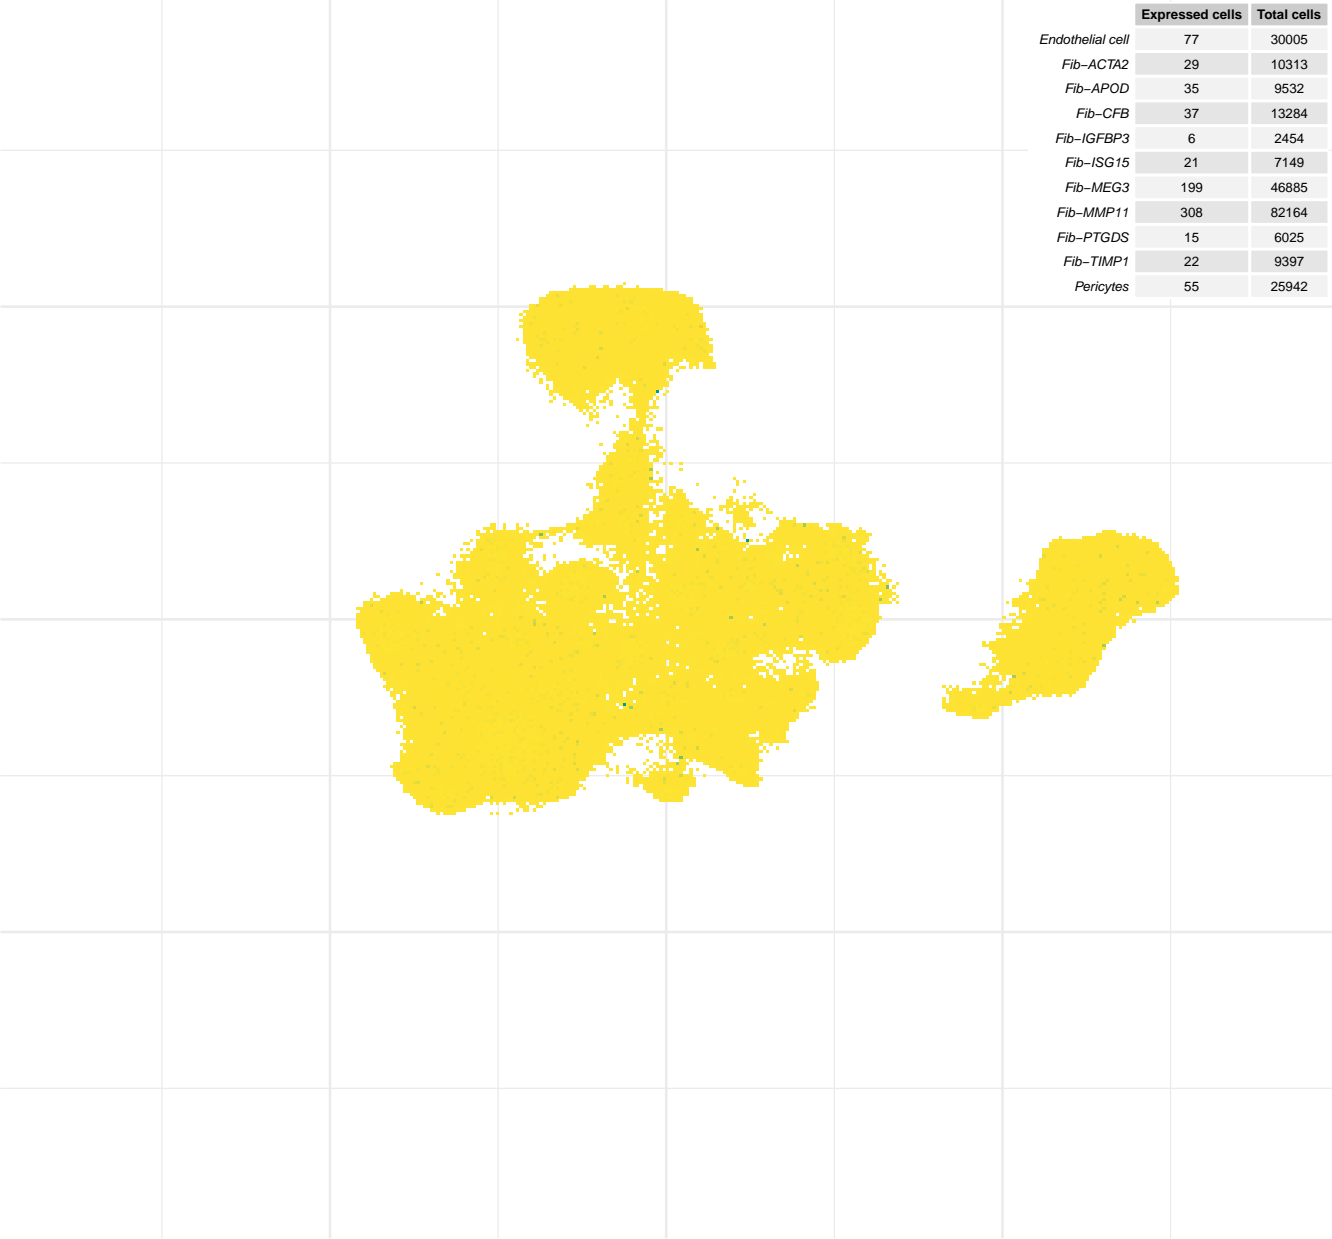 Expressed cells Total cells
Endothelial cell 77 30005
Fib−ACTA2 29 10313
Fib−APOD 35 9532
Fib−CFB 37 13284
Fib−IGFBP3 6 2454
Fib−ISG15 21 7149
Fib−MEG3 199 46885
Fib−MMP11 308 82164
Fib−PTGDS 15 6025
Fib−TIMP1 22 9397
Pericytes 55 25942